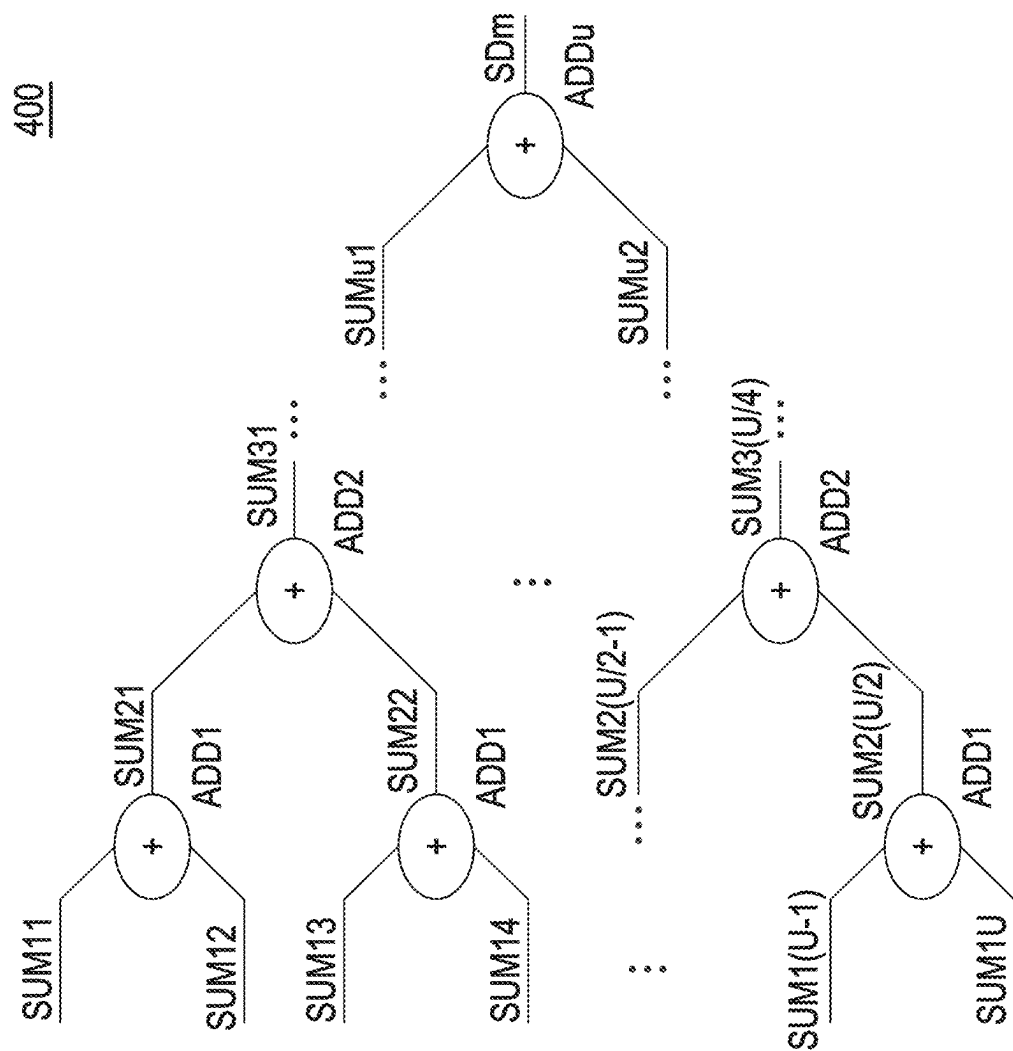 400
SUM11
SUM12
SUM13
SUM14
SUM1(U-1)
SUM1U
+
ADD1
+
ADD1
+
ADD1
SUM21
SUM22
SUM2(U/2-1)
SUM2(U/2)
+
ADD2
+
ADD2
SUM31
SUM3(U/4)
SUMu1
SUMu2
+
ADDu
SDm